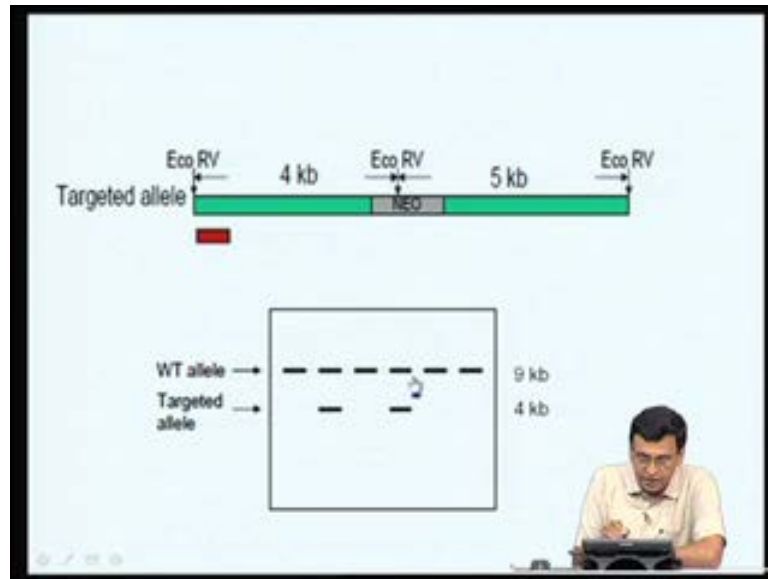 Eco RV 4 kb Eco RV 5 kb Eco RV
Targeted allele NEO
WT allele 9 kb
Targeted 4 kb
allele